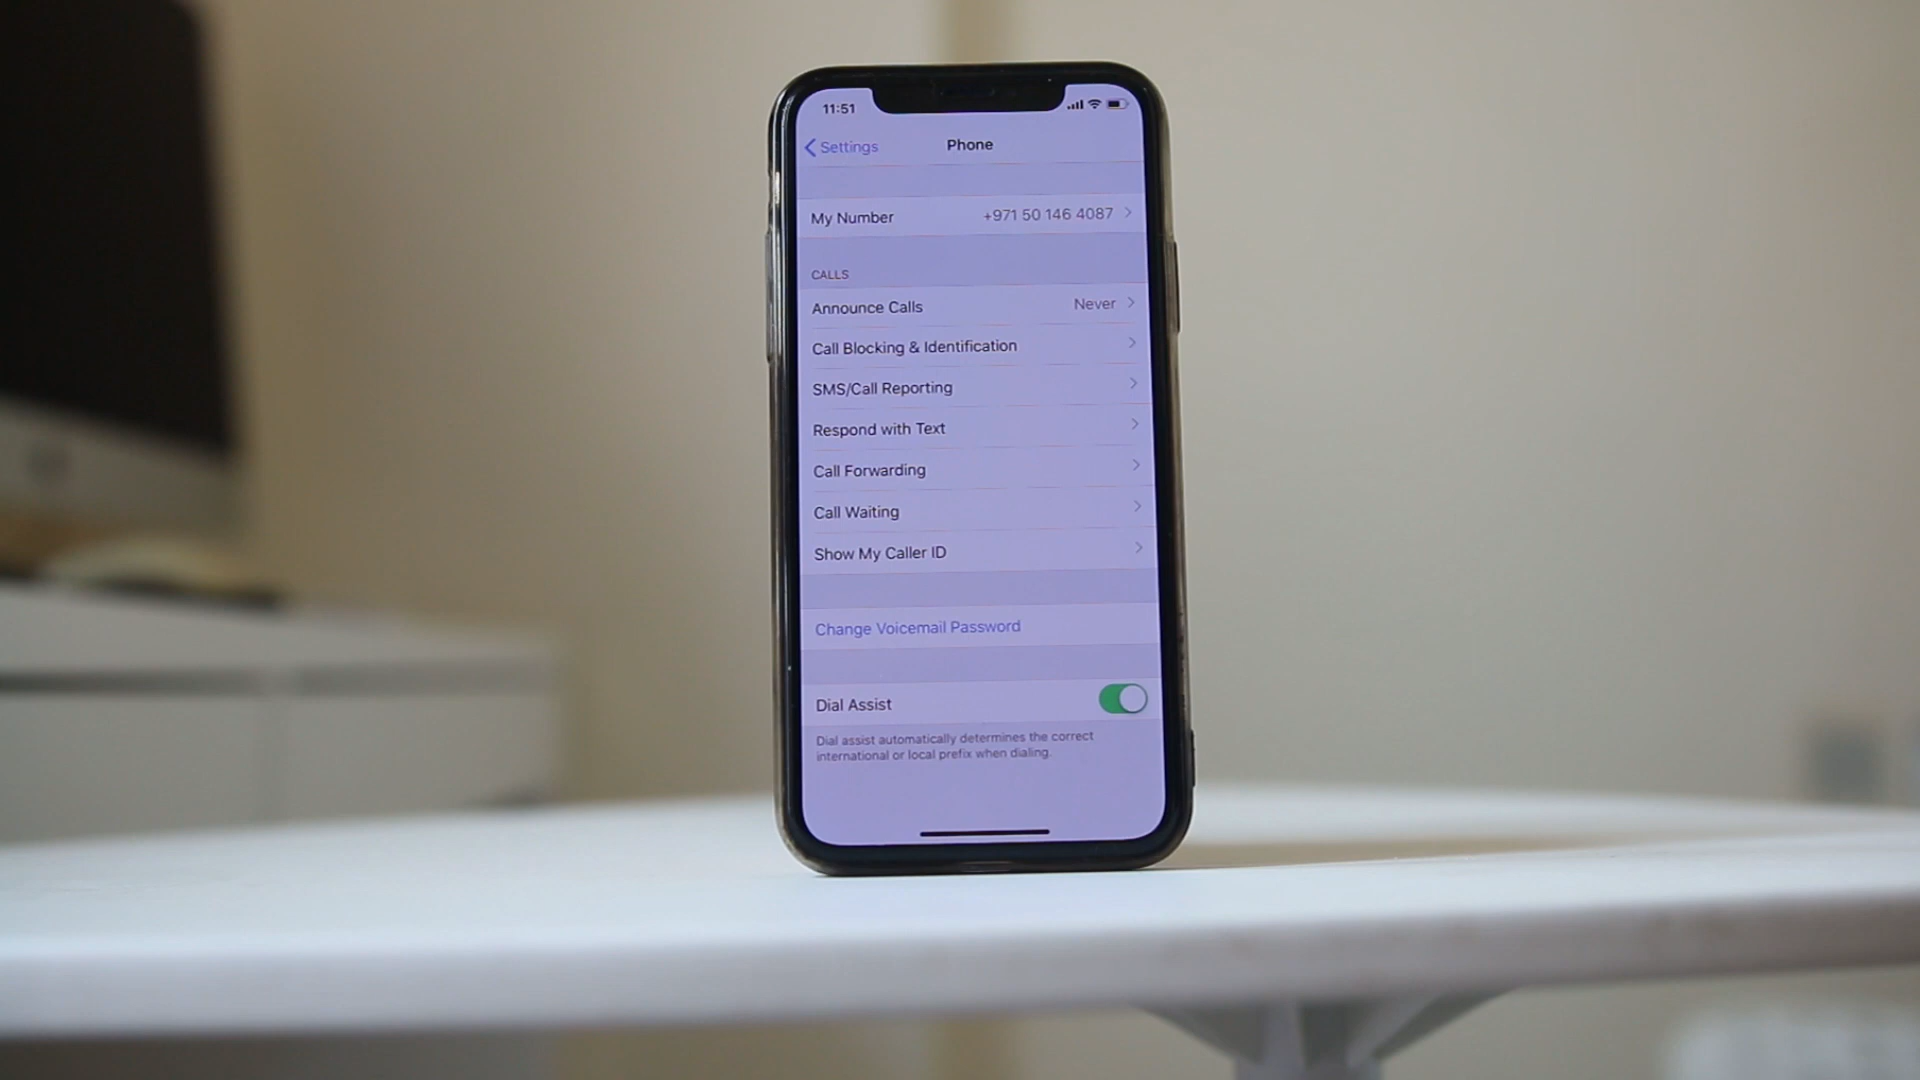 11:51
Settings
Phone
My Number +971 50 146 4087
CALLS
Announce Calls Never
Call Blocking & Identification
SMS/Call Reporting
Respond with Text
Call Forwarding
Call Waiting
Show My Caller ID
Change Voicemail Password
Dial Assist
Dial assist automatically determines the correct
international or local prefix when dialing.